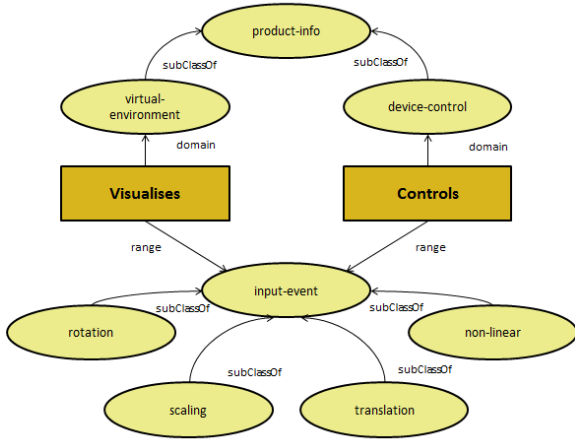 product-info
subClassOf
subClassOf
virtual-
environment
device-control
domain
domain
Visualises
Controls
range
range
input-event
subClassOf
subClassOf
rotation
non-linear
subClassOf
subClassOf
scaling
translation